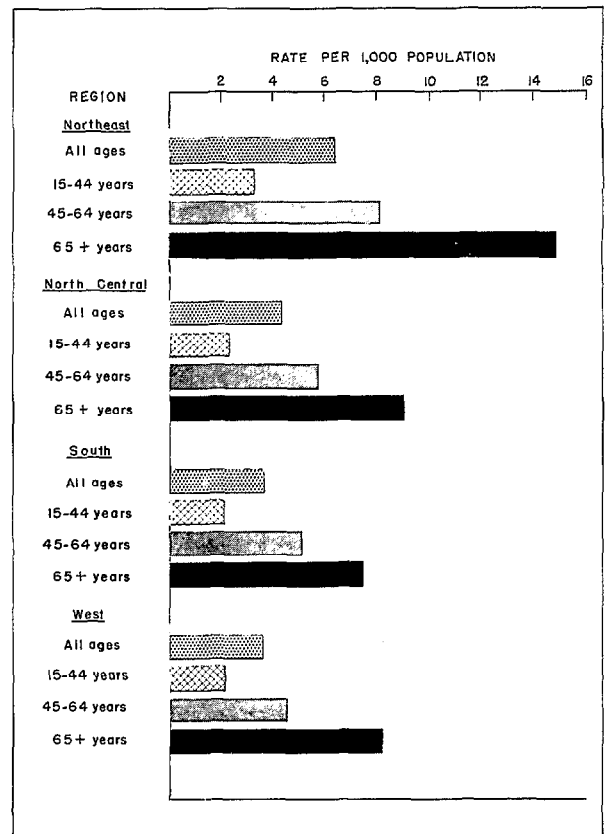 RATE PER 1,000 POPULATION
2 4 6 8 10 12 14 16
REGION
Northeast
All ages
15-44 years
45-64 years
65+ years
North Central
All ages
15-44 years
45-64 years
65+ years
South
All ages
15-44 years
45-64 years
65+ years
West
All ages
15-44 years
45-64 years
65+ years